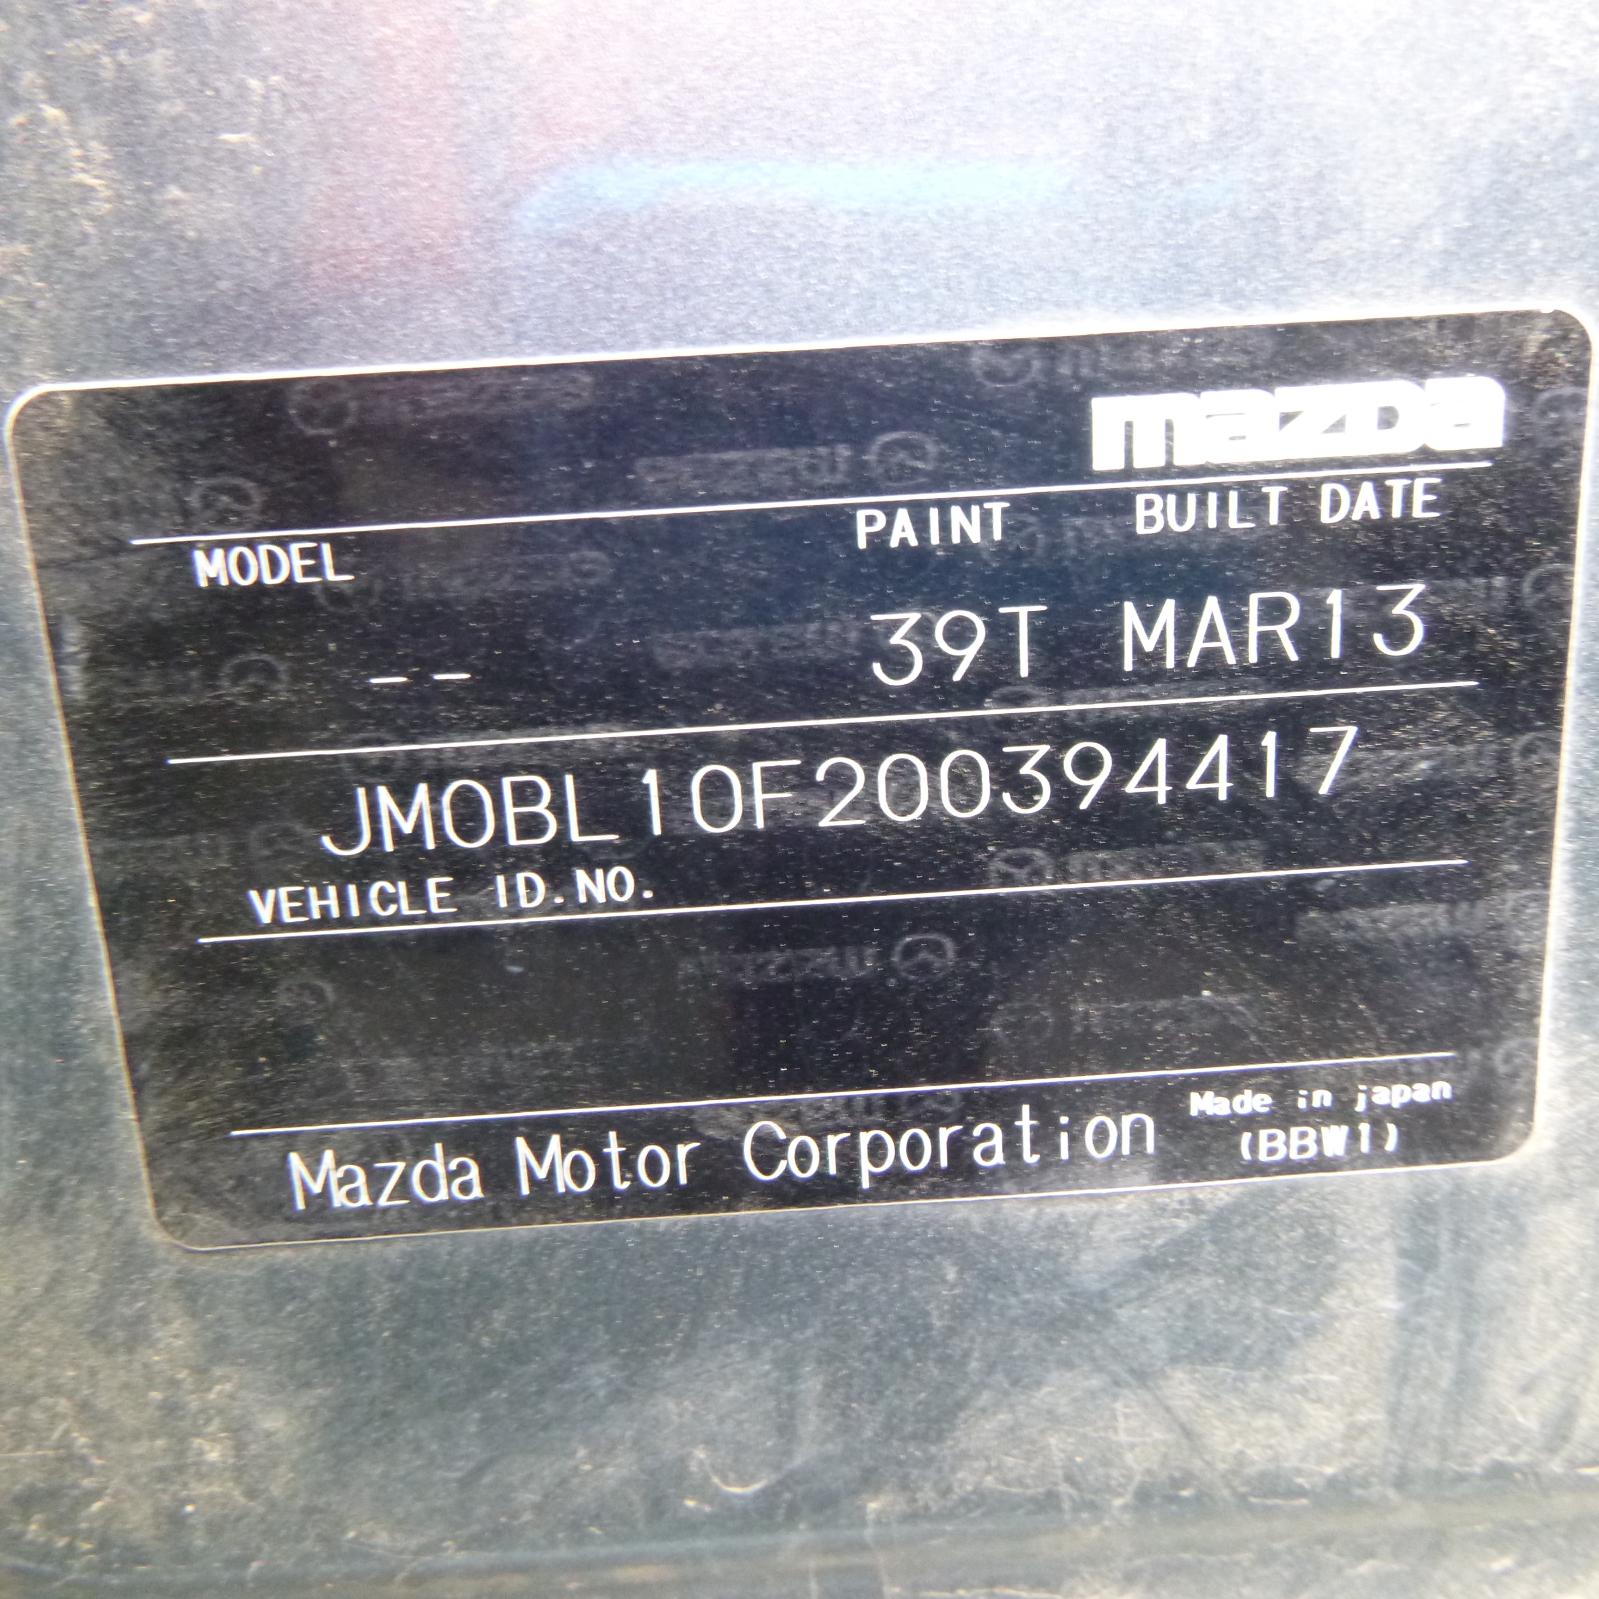 mazda
MODEL PAINT BUILT DATE
-- 39T MAR13
JM0BL10F200394417
VEHICLE ID.NO.
Mazda Motor Corporation Made in japan
(BBW1)